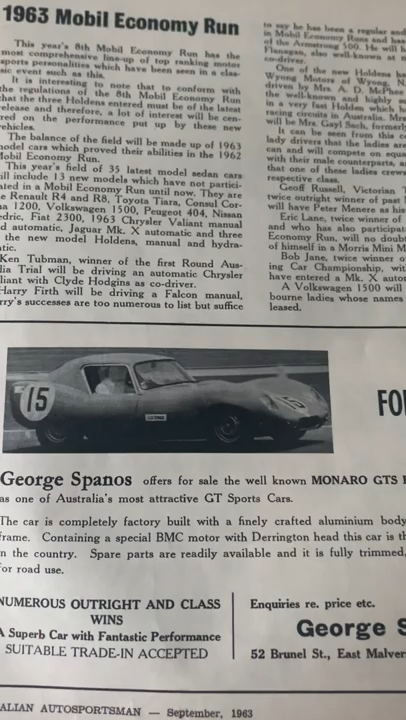 1963 Mobil Economy Run
This year's 8th Mobil Economy Run has the
most comprehensive line-up of top ranking motor
sports personalities which have been seen in a clas-
sic event such as this.
It is interesting to note that to conform with
the regulations of the 8th Mobil Economy Run
that the three Holdens entered must be of the latest
release and therefore, a lot of interest will be cen-
red on the performance put up by these new
vehicles.
The balance of the field will be made up of 1963
model cars which proved their abilities in the 1962
Mobil Economy Run.
This year's field of 35 latest model sedan cars
ill include 13 new models which have not partici-
ated in a Mobil Economy Run until now. They are
e Renault R4 and R8, Toyota Tiara, Consul Cor-
a 1200, Volkswagen 1500, Peugeot 404, Nissan
edric, Fiat 2300, 1963 Chrysler Valiant manual
d automatic, Jaguar Mk. X automatic and three
the new model Holdens, manual and hydra-
tic.
Ken Tubman, winner of the first Round Aus-
lia Trial will be driving an automatic Chrysler
liant with Clyde Hodgins as co-driver.
Harry Firth will be driving a Falcon manual,
rry's successes are too numerous to list but suffice
to say he has been a regular and
in Mobil Economy Runs and has
of the Armstrong 500. He will h
Flanagan, also well-known at m
co-driver.
One of the new Holdens h
Wyong Motors of Wyong, N.
driven by Mrs. A. D. McPhee
the well-known and highly
in a very fast Holden which h
racing circuits in Australia. Mrs
will be Mrs. Gayl Sach, formerly
It can be seen from this c
lady drivers that the ladies are
can and will compete on equa
with their male counterparts, a
that one of these ladies crews
respective class.
Geoff Russell, Victorian T
twice outright winner of past
will have Peter Menere as his
Eric Lane, twice winner of
and who has also participat
Economy Run, will no doubt
of himself in a Morris Mini M
Bob Jane, twice winner o
ing Car Championship, wit
have entered a Mk. X autom
A Volkswagen 1500 will
bourne ladies whose names
leased.
15
15
FO
George Spanos offers for sale the well known MONARO GTS
as one of Australia's most attractive GT Sports Cars.
The car is completely factory built with a finely crafted aluminium body
frame. Containing a special BMC motor with Derrington head this car is th
n the country. Spare parts are readily available and it is fully trimmed,
for road use.
NUMEROUS OUTRIGHT AND CLASS
WINS
A Superb Car with Fantastic Performance
SUITABLE TRADE-IN ACCEPTED
Enquiries re. price etc.
George S
52 Brunel St., East Malver
ALIAN AUTOSPORTSMAN — September, 1963